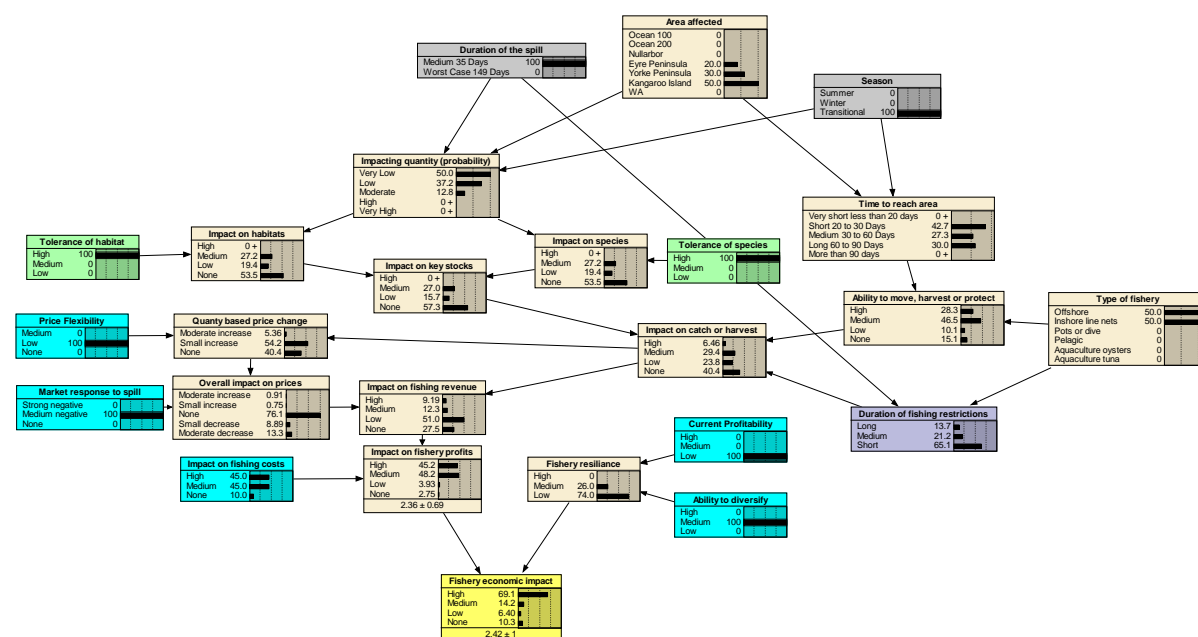 Area affected
Ocean 100 0
Ocean 200 0
Nullarbor 0
Eyre Peninsula 20.0
Yorke Peninsula 30.0
Kangaroo Island 50.0
WA 0
Duration of the spill
Medium 35 Days 100
Worst Case 149 Days 0
Season
Summer 0
Winter 0
Transitional 100
Impacting quantity (probability)
Very Low 50.0
Low 37.2
Moderate 12.8
High 0 +
Very High 0 +
Time to reach area
Very short less than 20 days 0 +
Short 20 to 30 Days 42.7
Medium 30 to 60 Days 27.3
Long 60 to 90 Days 30.0
More than 90 days 0 +
Tolerance of habitat
High 100
Medium 0
Low 0
Impact on habitats
High 0 +
Medium 27.2
Low 19.4
None 53.5
Impact on species
High 0 +
Medium 27.2
Low 19.4
None 53.5
Tolerance of species
High 100
Medium 0
Low 0
Impact on key stocks
High 0 +
Medium 27.0
Low 15.7
None 57.3
Ability to move, harvest or protect
High 28.3
Medium 46.5
Low 10.1
None 15.1
Type of fishery
Offshore 50.0
Inshore line nets 50.0
Pots or dive 0
Pelagic 0
Aquaculture oysters 0
Aquaculture tuna 0
Price Flexibility
Medium 0
Low 100
None 0
Quanty based price change
Moderate increase 5.36
Small increase 54.2
None 40.4
Impact on catch or harvest
High 6.46
Medium 29.4
Low 23.8
None 40.4
Market response to spill
Strong negative 0
Medium negative 100
None 0
Overall impact on prices
Moderate increase 0.91
Small increase 0.75
None 76.1
Small decrease 8.89
Moderate decrease 13.3
Impact on fishing revenue
High 9.19
Medium 12.3
Low 51.0
None 27.5
Duration of fishing restrictions
Long 13.7
Medium 21.2
Short 65.1
Current Profitability
High 0
Medium 0
Low 100
Impact on fishing costs
High 45.0
Medium 45.0
None 10.0
Impact on fishery profits
High 45.2
Medium 48.2
Low 3.93
None 2.75
2.36 ± 0.69
Fishery resiliance
High 0
Medium 26.0
Low 74.0
Ability to diversify
High 0
Medium 100
Low 0
Fishery economic impact
High 69.1
Medium 14.2
Low 6.40
None 10.3
2.42 ± 1